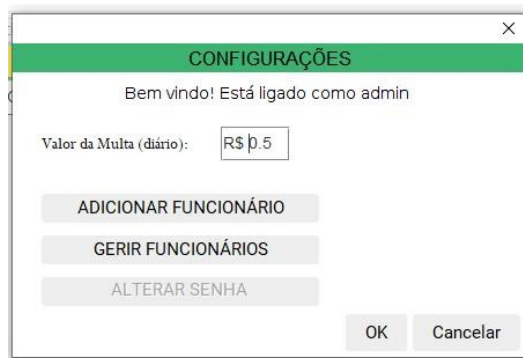 CONFIGURAÇÕES
Bem vindo! Está ligado como admin
Valor da Multa (diário): R$ 0.5
ADICIONAR FUNCIONÁRIO
GERIR FUNCIONÁRIOS
ALTERAR SENHA
OK Cancelar